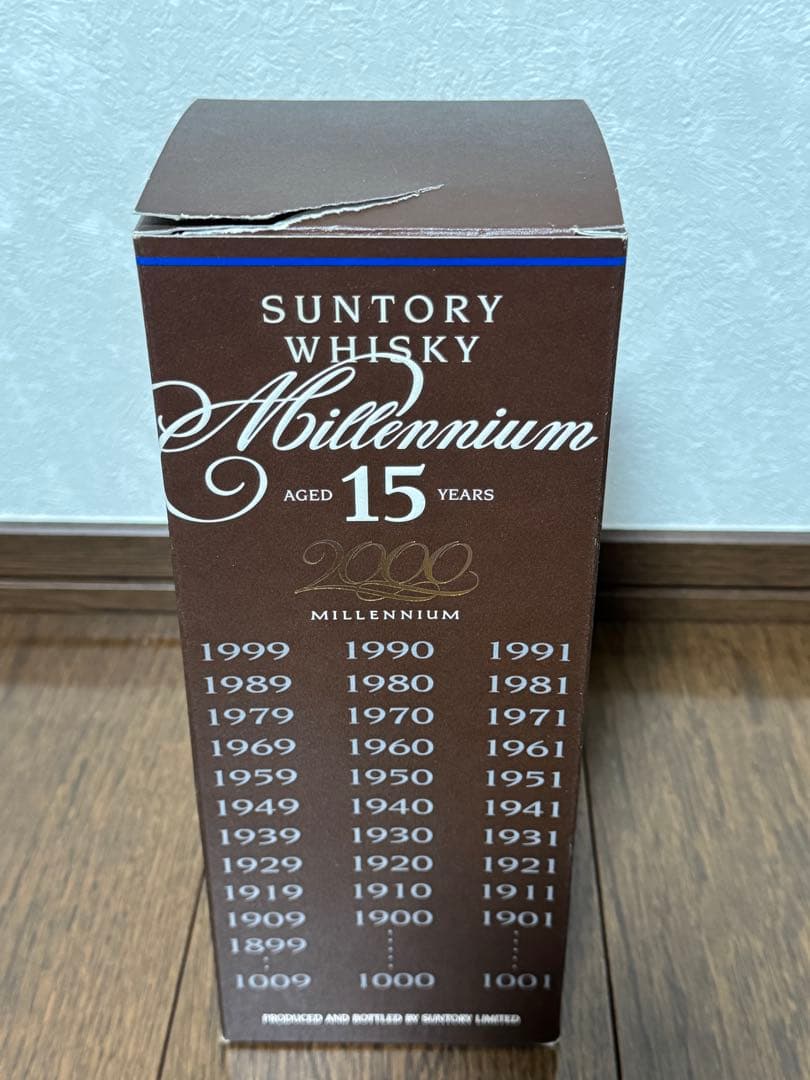 SUNTORY
WHISKY
Millennium
AGED 15 YEARS
2000
MILLENNIUM
1999 1990 1991
1989 1980 1981
1979 1970 1971
1969 1960 1961
1959 1950 1951
1949 1940 1941
1939 1930 1931
1929 1920 1921
1919 1910 1911
1909 1900 1901
1899
1009 1000 1001
PRODUCED AND BOTTLED BY SUNTORY LIMITED